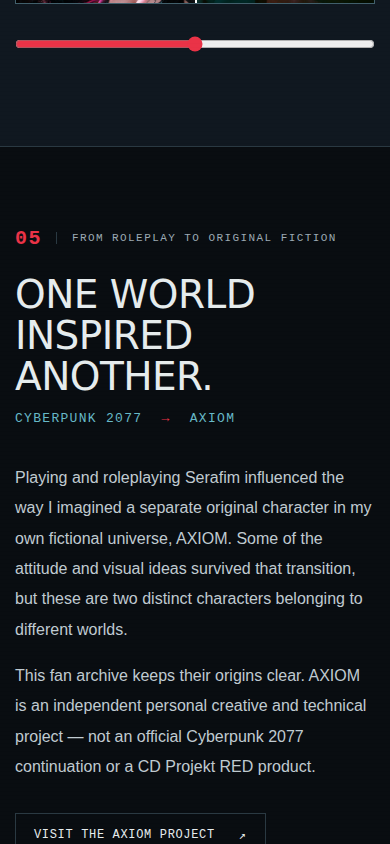 05 FROM ROLEPLAY TO ORIGINAL FICTION
ONE WORLD
INSPIRED
ANOTHER.
CYBERPUNK 2077 → AXIOM
Playing and roleplaying Serafim influenced the
way I imagined a separate original character in my
own fictional universe, AXIOM. Some of the
attitude and visual ideas survived that transition,
but these are two distinct characters belonging to
different worlds.
This fan archive keeps their origins clear. AXIOM
is an independent personal creative and technical
project — not an official Cyberpunk 2077
continuation or a CD Projekt RED product.
VISIT THE AXIOM PROJECT ↗